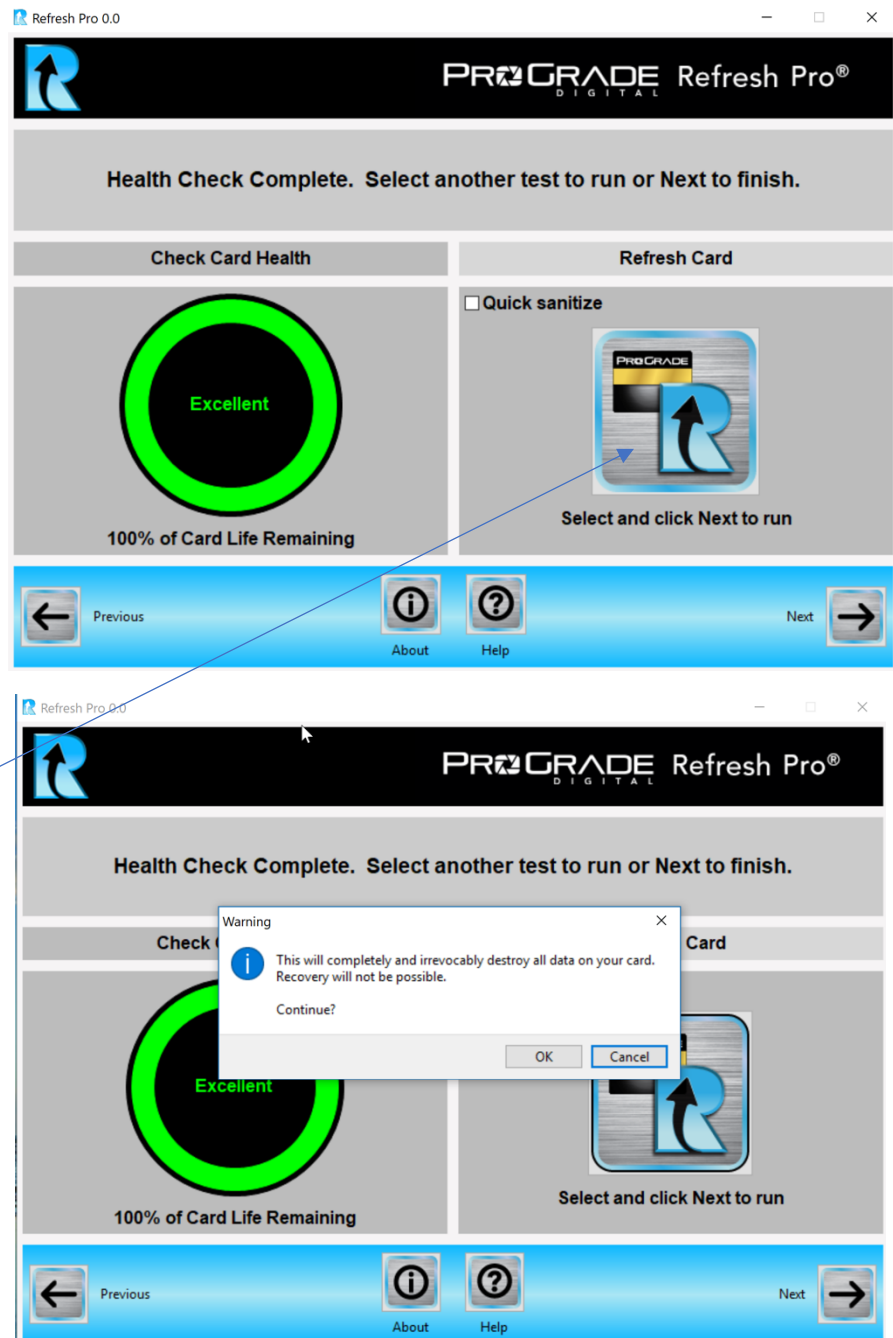 Refresh Pro 0.0
PROGRADE Refresh Pro®
DIGITAL
Health Check Complete. Select another test to run or Next to finish.
Check Card Health
Refresh Card
Quick sanitize
PROGRADE
Excellent
Select and click Next to run
100% of Card Life Remaining
Previous
About
Help
Next
Refresh Pro 0.0
PROGRADE Refresh Pro®
DIGITAL
Health Check Complete. Select another test to run or Next to finish.
Warning
Check
Card
This will completely and irrevocably destroy all data on your card.
Recovery will not be possible.
Continue?
OK
Cancel
Excellent
Select and click Next to run
100% of Card Life Remaining
Previous
About
Help
Next